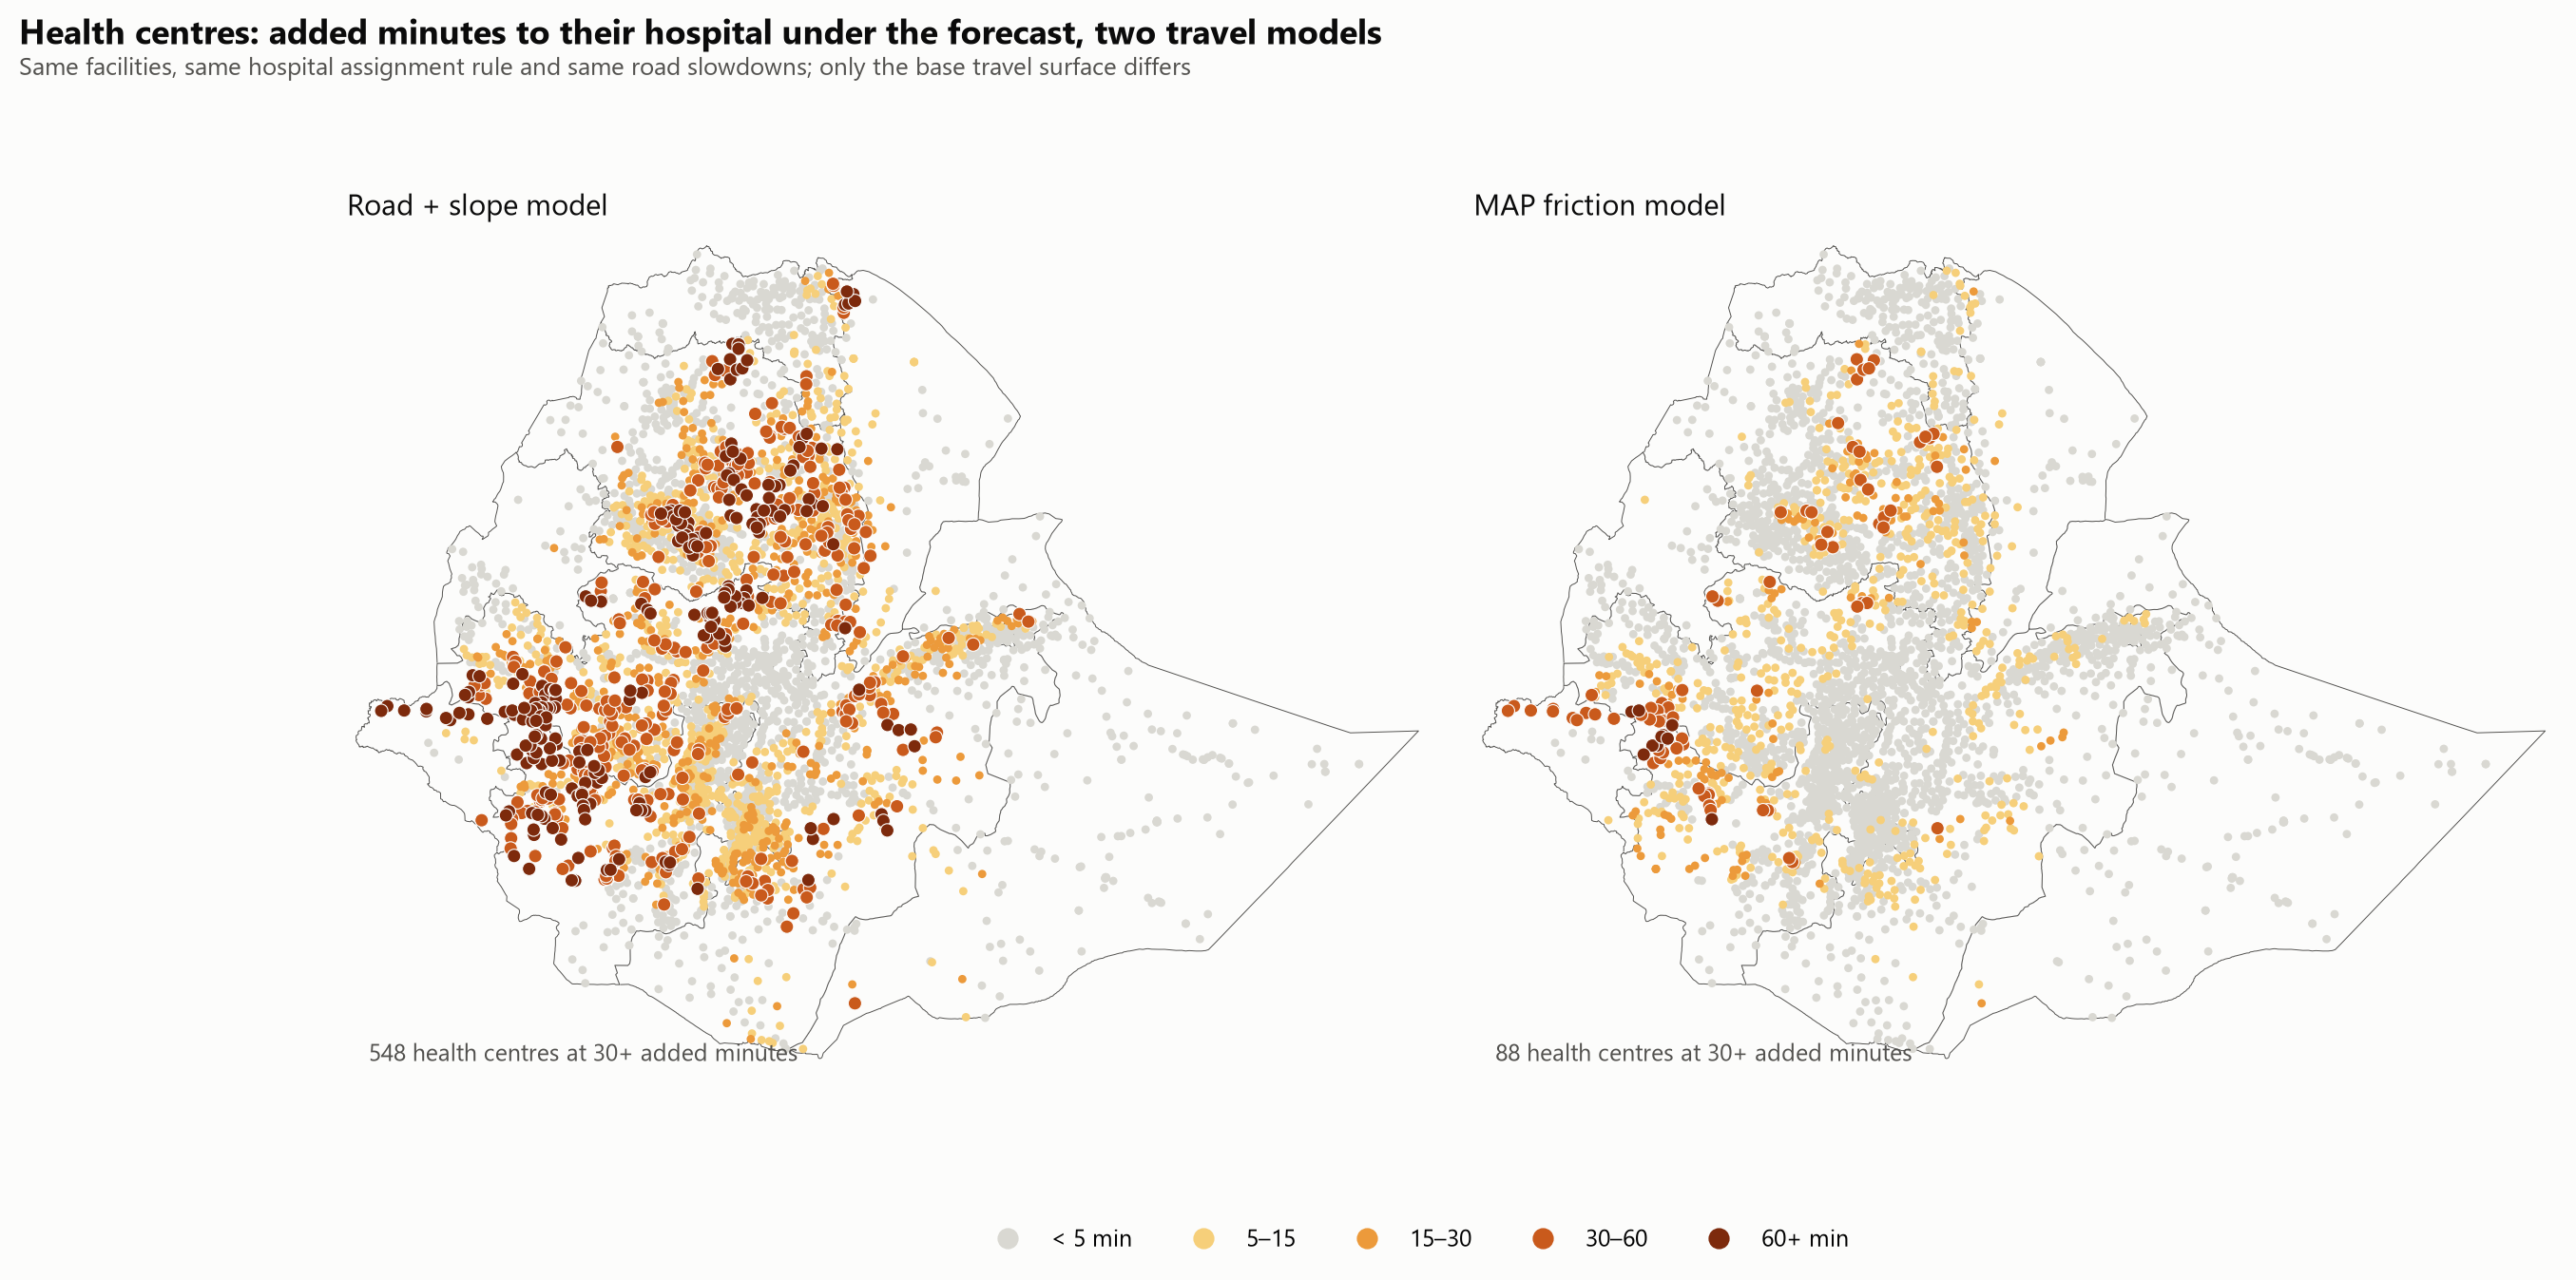 Health centres: added minutes to their hospital under the forecast, two travel models
Same facilities, same hospital assignment rule and same road slowdowns; only the base travel surface differs
Road + slope model
MAP friction model
548 health centres at 30+ added minutes
88 health centres at 30+ added minutes
< 5 min
5–15
15–30
30–60
60+ min